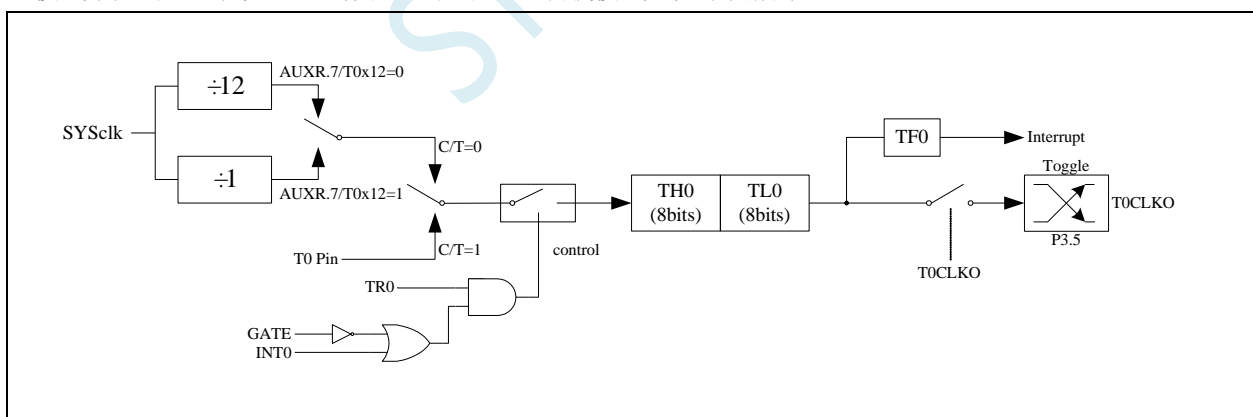 ÷12
AUXR.7/T0x12=0
SYSclk
÷1
AUXR.7/T0x12=1
C/T=0
C/T=1
T0 Pin
control
TR0
GATE
INT0
TH0
(8bits)
TL0
(8bits)
TF0
Interrupt
Toggle
T0CLKO
P3.5
T0CLKO